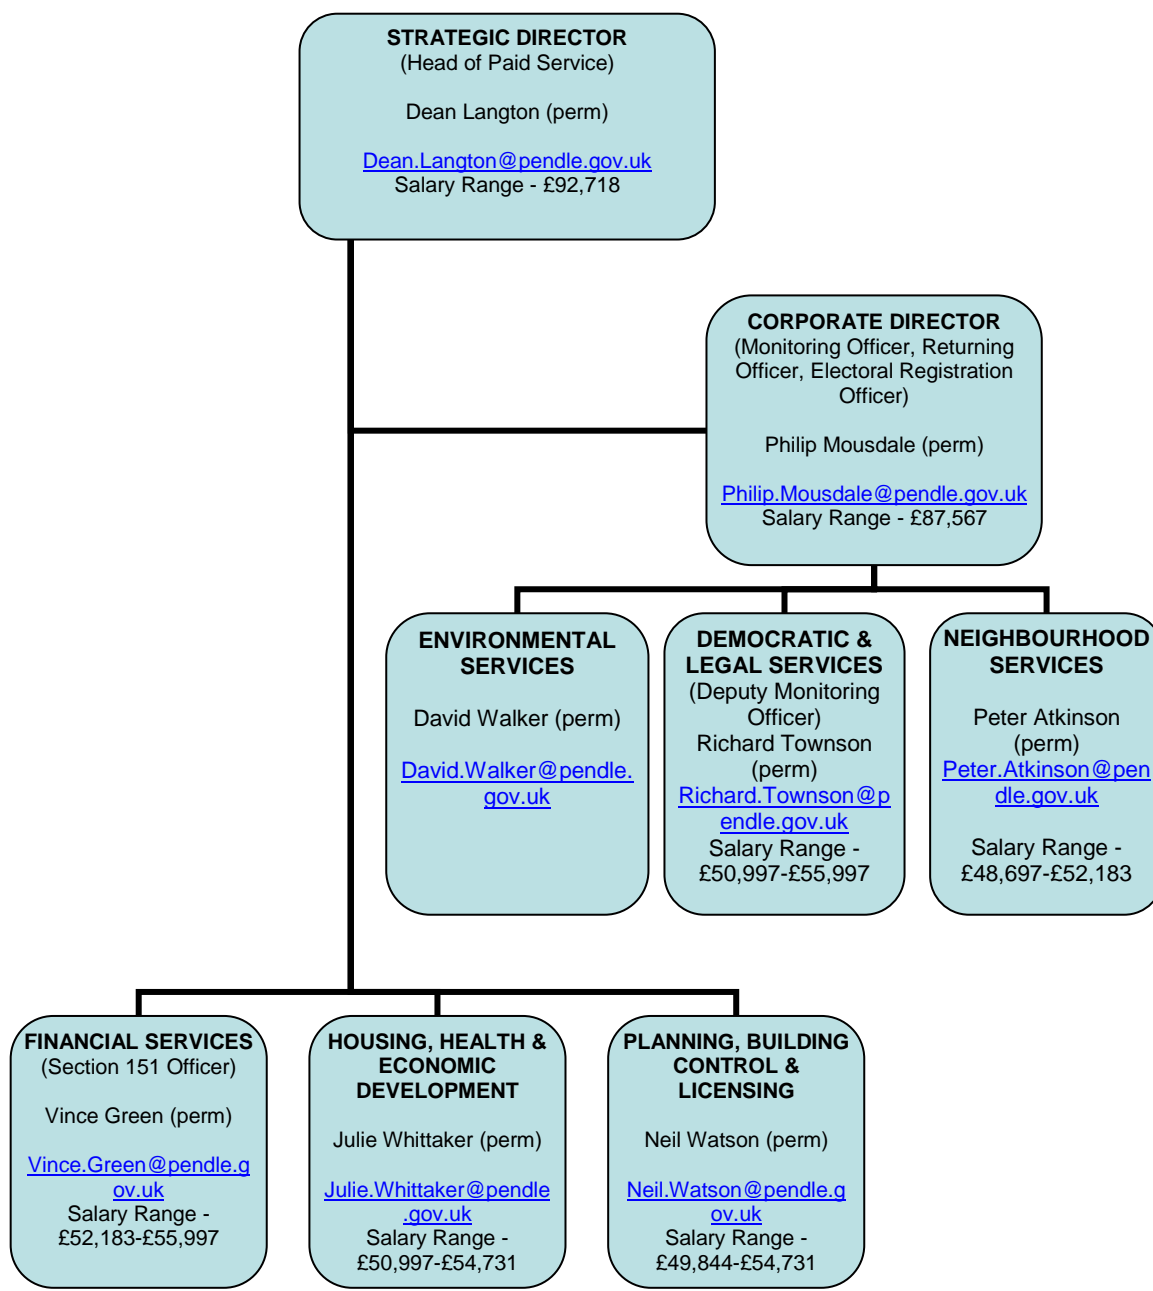 STRATEGIC DIRECTOR
(Head of Paid Service)
Dean Langton (perm)
Dean.Langton@pendle.gov.uk
Salary Range - £92,718
CORPORATE DIRECTOR
(Monitoring Officer, Returning
Officer, Electoral Registration
Officer)
Philip Mousdale (perm)
Philip.Mousdale@pendle.gov.uk
Salary Range - £87,567
ENVIRONMENTAL
SERVICES
David Walker (perm)
David.Walker@pendle.
gov.uk
DEMOCRATIC &
LEGAL SERVICES
(Deputy Monitoring
Officer)
Richard Townson
(perm)
Richard.Townson@p
endle.gov.uk
Salary Range -
£50,997-£55,997
NEIGHBOURHOOD
SERVICES
Peter Atkinson
(perm)
Peter.Atkinson@pen
dle.gov.uk
Salary Range -
£48,697-£52,183
FINANCIAL SERVICES
(Section 151 Officer)
Vince Green (perm)
Vince.Green@pendle.g
ov.uk
Salary Range -
£52,183-£55,997
HOUSING, HEALTH &
ECONOMIC
DEVELOPMENT
Julie Whittaker (perm)
Julie.Whittaker@pendle
.gov.uk
Salary Range -
£50,997-£54,731
PLANNING, BUILDING
CONTROL &
LICENSING
Neil Watson (perm)
Neil.Watson@pendle.g
ov.uk
Salary Range -
£49,844-£54,731